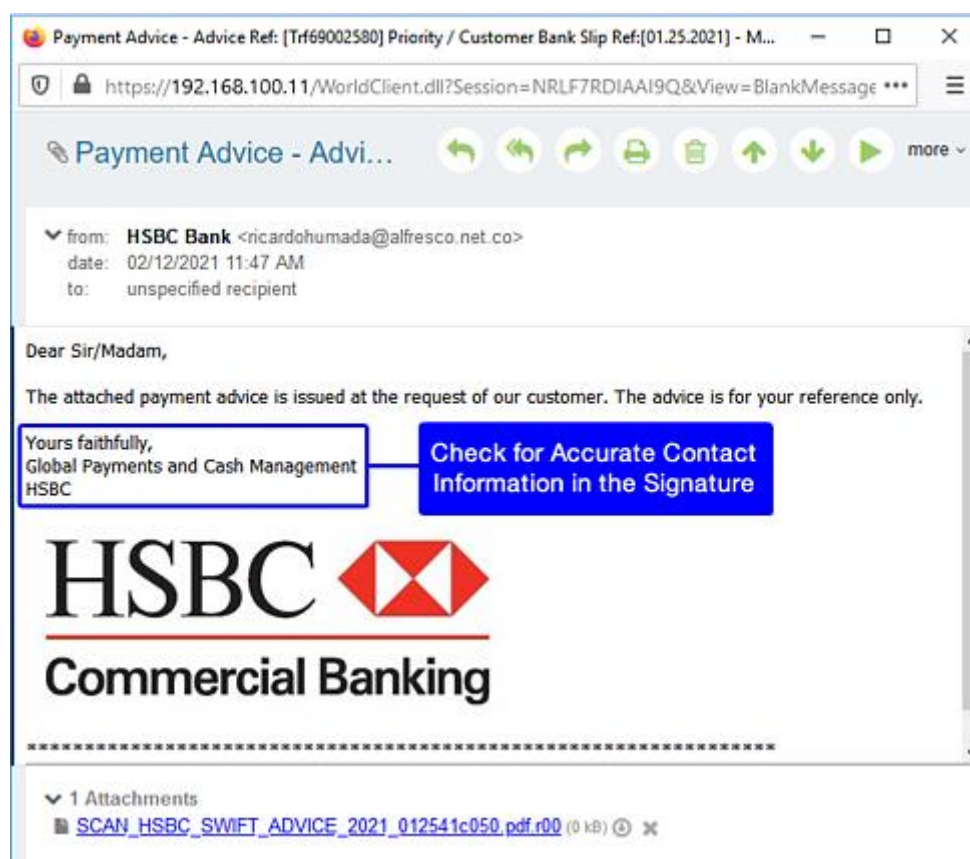 Payment Advice - Advice Ref: [Trf69002580] Priority / Customer Bank Slip Ref:[01.25.2021] - M...
https://192.168.100.11/WorldClient.dll?Session=NRLF7RDIAAI9Q&View=BlankMessage
Payment Advice - Advi... more
from: HSBC Bank <ricardohumada@alfresco.net.co>
date: 02/12/2021 11:47 AM
to: unspecified recipient
Dear Sir/Madam,
The attached payment advice is issued at the request of our customer. The advice is for your reference only.
Yours faithfully,
Global Payments and Cash Management
HSBC
Check for Accurate Contact
Information in the Signature
HSBC
Commercial Banking
*****************************************************************
1 Attachments
SCAN_HSBC_SWIFT_ADVICE_2021_012541c050.pdf.r00 (0 kB)